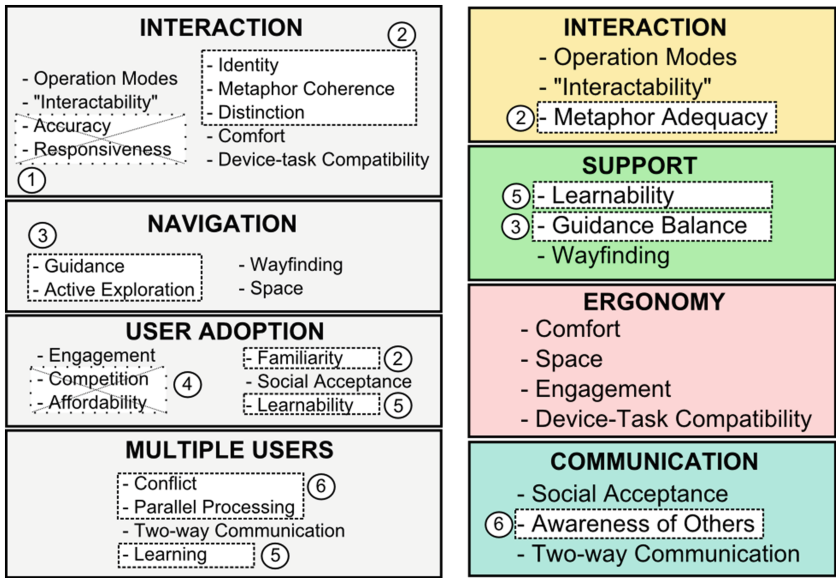 INTERACTION
- Operation Modes
- "Interactability"
- Accuracy
- Responsiveness
1
2
- Identity
- Metaphor Coherence
- Distinction
- Comfort
- Device-task Compatibility
NAVIGATION
3
- Guidance
- Active Exploration
- Wayfinding
- Space
USER ADOPTION
- Engagement
- Competition
- Affordability
4
- Familiarity 2
- Social Acceptance
- Learnability 5
MULTIPLE USERS
- Conflict
- Parallel Processing
6
- Two-way Communication
- Learning 5
INTERACTION
- Operation Modes
- "Interactability"
2 - Metaphor Adequacy
SUPPORT
5 - Learnability
3 - Guidance Balance
- Wayfinding
ERGONOMY
- Comfort
- Space
- Engagement
- Device-Task Compatibility
COMMUNICATION
- Social Acceptance
6 - Awareness of Others
- Two-way Communication